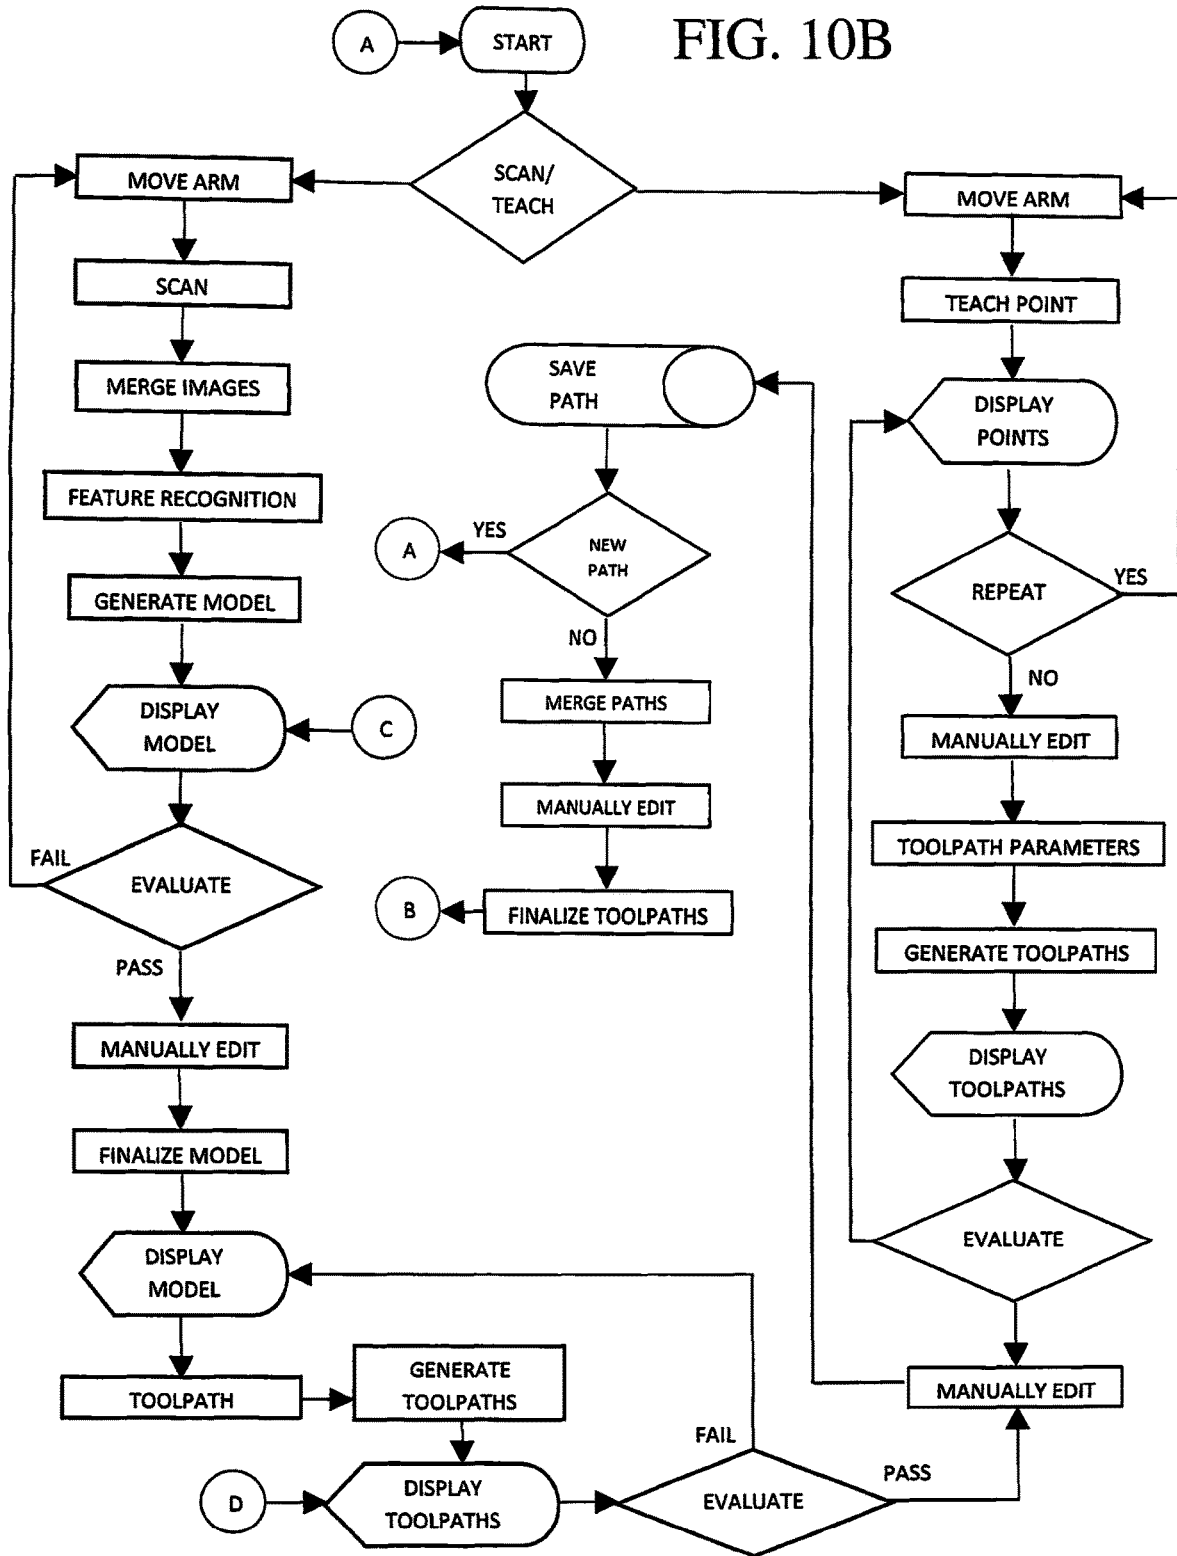 FIG. 10B
A
START
SCAN/
TEACH
MOVE ARM
SCAN
MERGE IMAGES
FEATURE RECOGNITION
GENERATE MODEL
DISPLAY
MODEL
C
FAIL
EVALUATE
PASS
MANUALLY EDIT
FINALIZE MODEL
DISPLAY
MODEL
TOOLPATH
GENERATE
TOOLPATHS
D
DISPLAY
TOOLPATHS
FAIL
EVALUATE
PASS
SAVE
PATH
YES
A
NEW
PATH
NO
MERGE PATHS
MANUALLY EDIT
B
FINALIZE TOOLPATHS
MOVE ARM
TEACH POINT
DISPLAY
POINTS
REPEAT
YES
NO
MANUALLY EDIT
TOOLPATH PARAMETERS
GENERATE TOOLPATHS
DISPLAY
TOOLPATHS
EVALUATE
MANUALLY EDIT